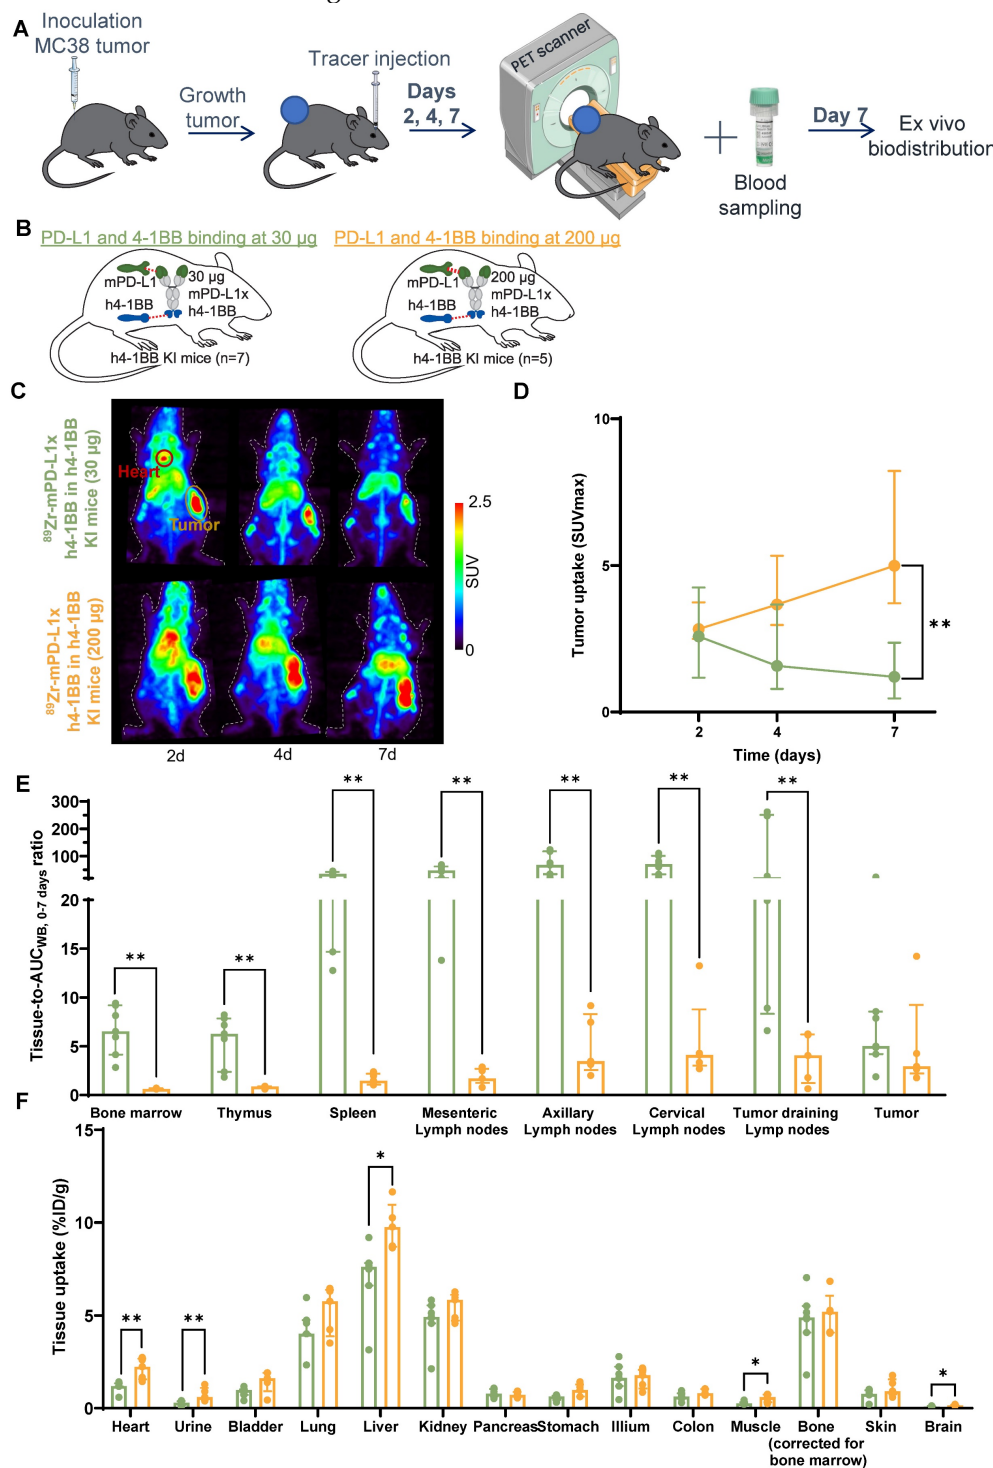 A
Inoculation
MC38 tumor
Growth
tumor
Tracer injection
Days
2, 4, 7
PET scanner
Blood
sampling
Day 7
Ex vivo
biodistribution
B
PD-L1 and 4-1BB binding at 30 µg
PD-L1 and 4-1BB binding at 200 µg
mPD-L1
30 µg
mPD-L1x
h4-1BB
h4-1BB
h4-1BB KI mice (n=7)
mPD-L1
200 µg
mPD-L1x
h4-1BB
h4-1BB
h4-1BB KI mice (n=5)
C
⁸⁹Zr-mPD-L1x
h4-1BB in h4-1BB
KI mice (30 µg)
⁸⁹Zr-mPD-L1x
h4-1BB in h4-1BB
KI mice (200 µg)
Heart
Tumor
2d
4d
7d
2.5
SUV
0
D
Tumor uptake (SUVmax)
10
5
0
2
4
7
Time (days)
**
E
Tissue-to-AUCWB, 0-7 days ratio
300
200
100
20
15
10
5
0
**
**
**
**
**
**
**
Bone marrow
Thymus
Spleen
Mesenteric
Lymph nodes
Axillary
Lymph nodes
Cervical
Lymph nodes
Tumor draining
Lymp nodes
Tumor
F
Tissue uptake (%ID/g)
15
10
5
0
**
**
*
*
*
Heart
Urine
Bladder
Lung
Liver
Kidney
Pancreas
Stomach
Illium
Colon
Muscle
Bone
(corrected for
bone marrow)
Skin
Brain